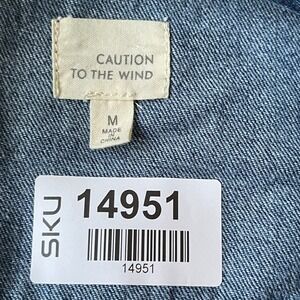 CAUTION
TO THE WIND
M
MADE
IN
CHINA
SKU
14951
14951